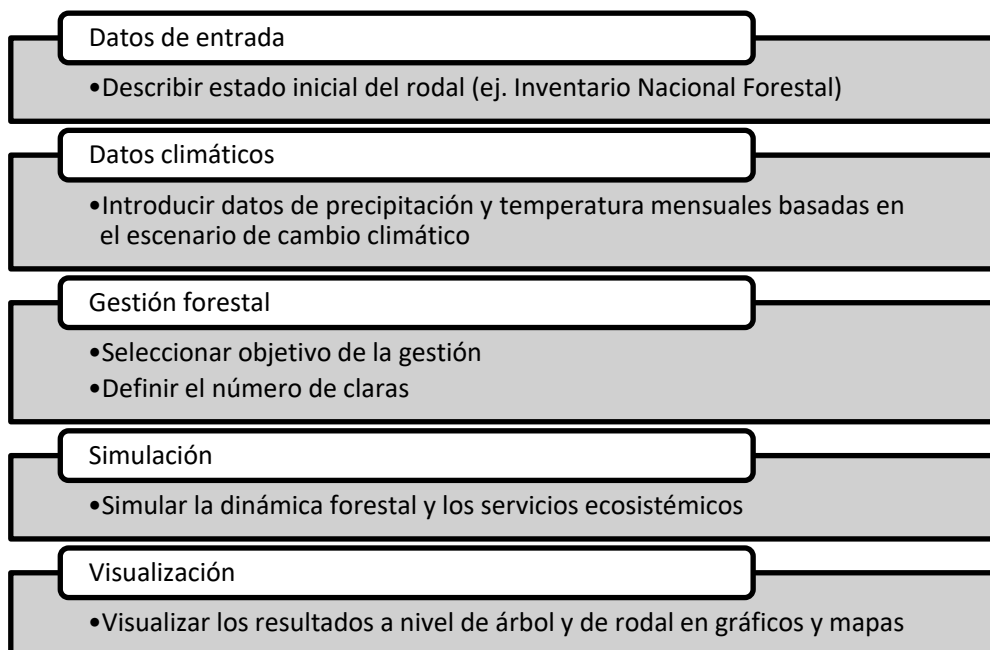 Datos de entrada
•Describir estado inicial del rodal (ej. Inventario Nacional Forestal)
Datos climáticos
•Introducir datos de precipitación y temperatura mensuales basadas en
el escenario de cambio climático
Gestión forestal
•Seleccionar objetivo de la gestión
•Definir el número de claras
Simulación
•Simular la dinámica forestal y los servicios ecosistémicos
Visualización
•Visualizar los resultados a nivel de árbol y de rodal en gráficos y mapas